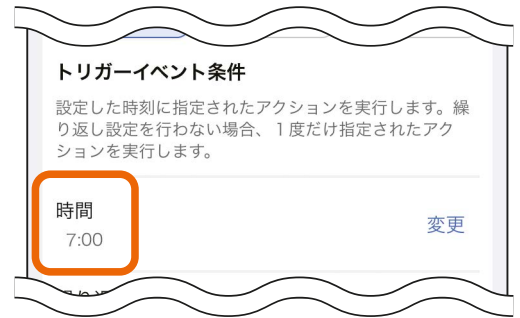 トリガーイベント条件
設定した時刻に指定されたアクションを実行します。繰
り返し設定を行わない場合、１度だけ指定されたアク
ションを実行します。
時間
7:00
変更